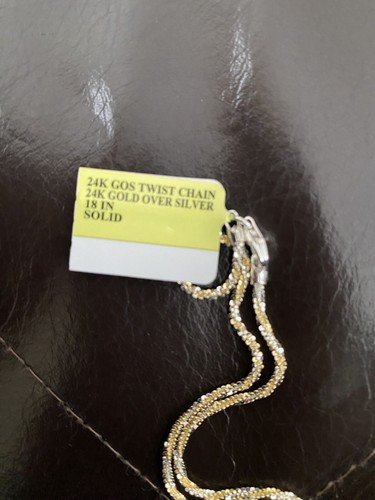 24K GOS TWIST CHAIN
24K GOLD OVER SILVER
18 IN
SOLID